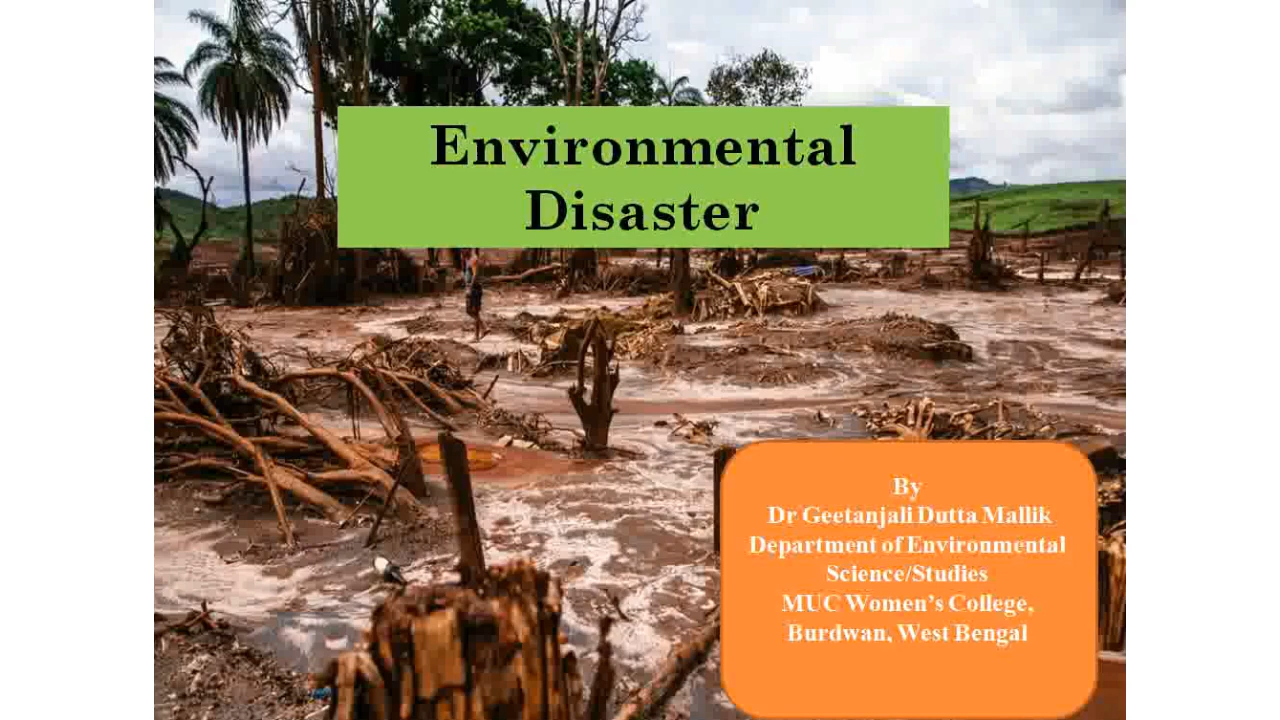 Environmental
Disaster
By
Dr Geetanjali Dutta Mallik
Department of Environmental
Science/Studies
MUC Women’s College,
Burdwan, West Bengal